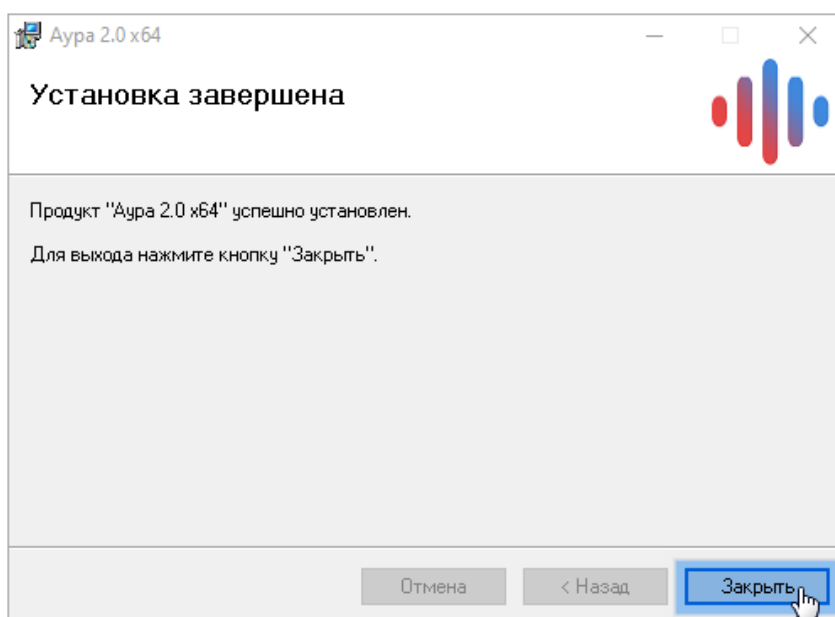 Аура 2.0 x64
Установка завершена
Продукт "Аура 2.0 x64" успешно установлен.
Для выхода нажмите кнопку "Закрыть".
Отмена
< Назад
Закрыть